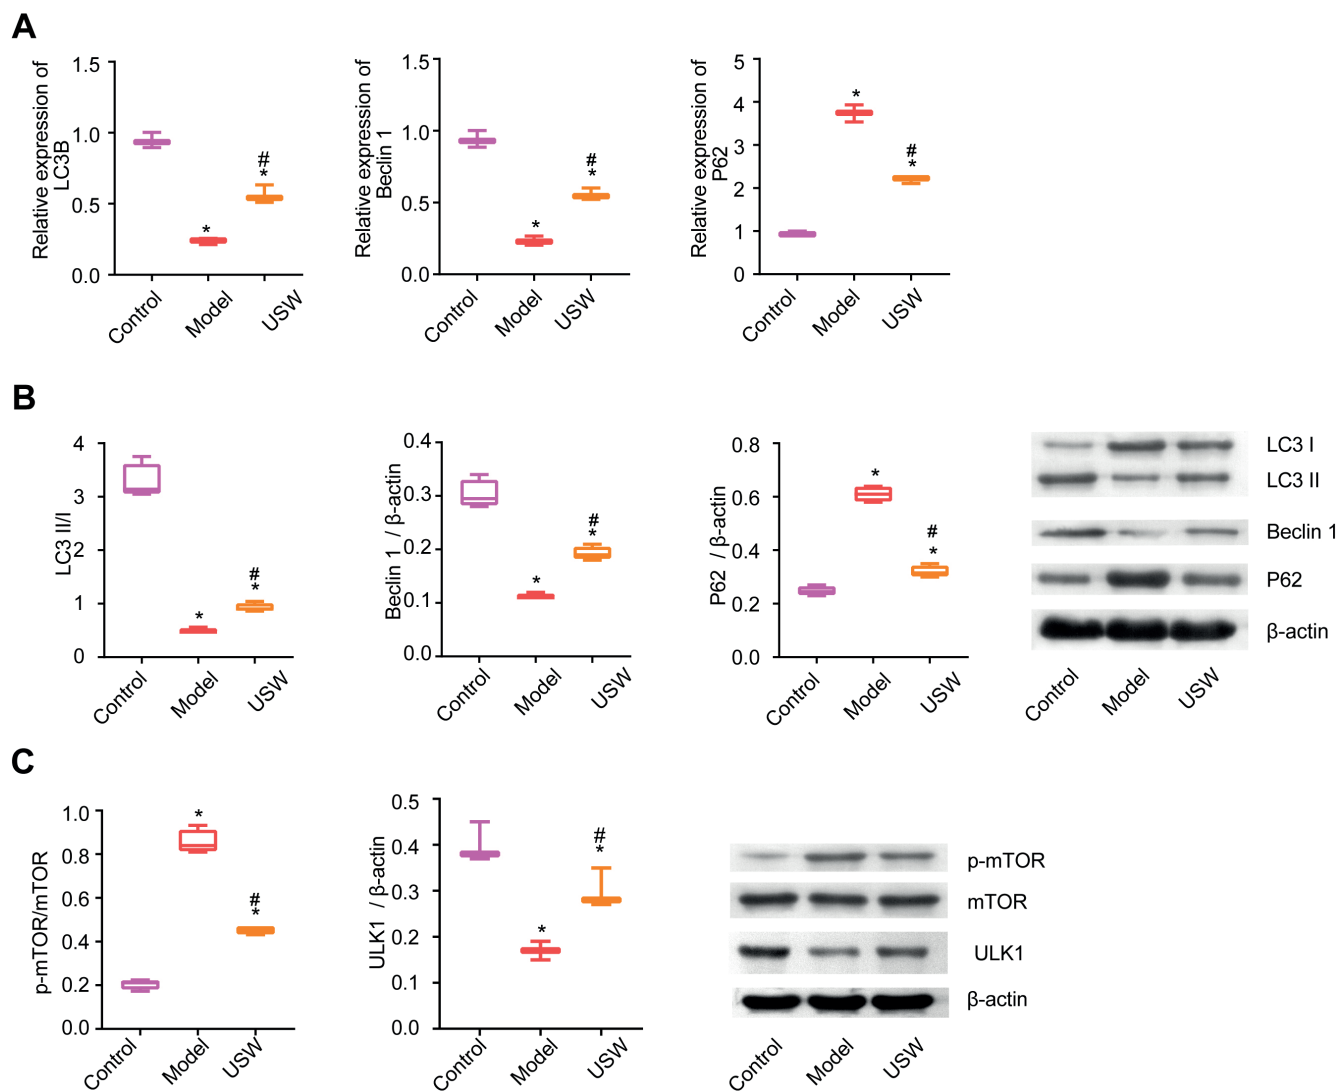 A
Relative expression of
LC3B
1.5
1.0
0.5
0.0
*
#
*
Control
Model
USW
Relative expression of
Beclin 1
1.5
1.0
0.5
0.0
*
#
*
Control
Model
USW
Relative expression of
P62
5
4
3
2
1
0
*
#
*
Control
Model
USW
B
LC3 II/I
4
3
2
1
0
*
#
*
Control
Model
USW
Beclin 1 / β-actin
0.4
0.3
0.2
0.1
0.0
*
#
*
Control
Model
USW
P62 / β-actin
0.8
0.6
0.4
0.2
0.0
*
#
*
Control
Model
USW
LC3 I
LC3 II
Beclin 1
P62
β-actin
Control
Model
USW
C
p-mTOR/mTOR
1.0
0.8
0.6
0.4
0.2
0.0
*
#
*
Control
Model
USW
ULK1 / β-actin
0.5
0.4
0.3
0.2
0.1
0.0
*
#
*
Control
Model
USW
p-mTOR
mTOR
ULK1
β-actin
Control
Model
USW